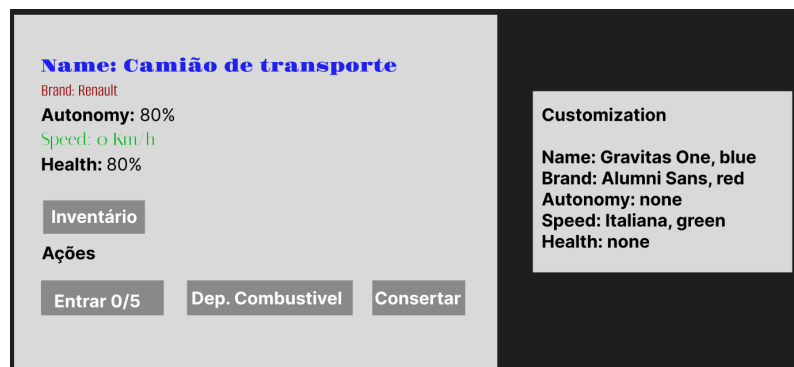 Name: Camião de transporte
Brand: Renault
Autonomy: 80%
Speed: 0 Km/h
Health: 80%
Inventário
Ações
Entrar 0/5
Dep. Combustivel
Consertar
Customization
Name: Gravitas One, blue
Brand: Alumni Sans, red
Autonomy: none
Speed: Italiana, green
Health: none